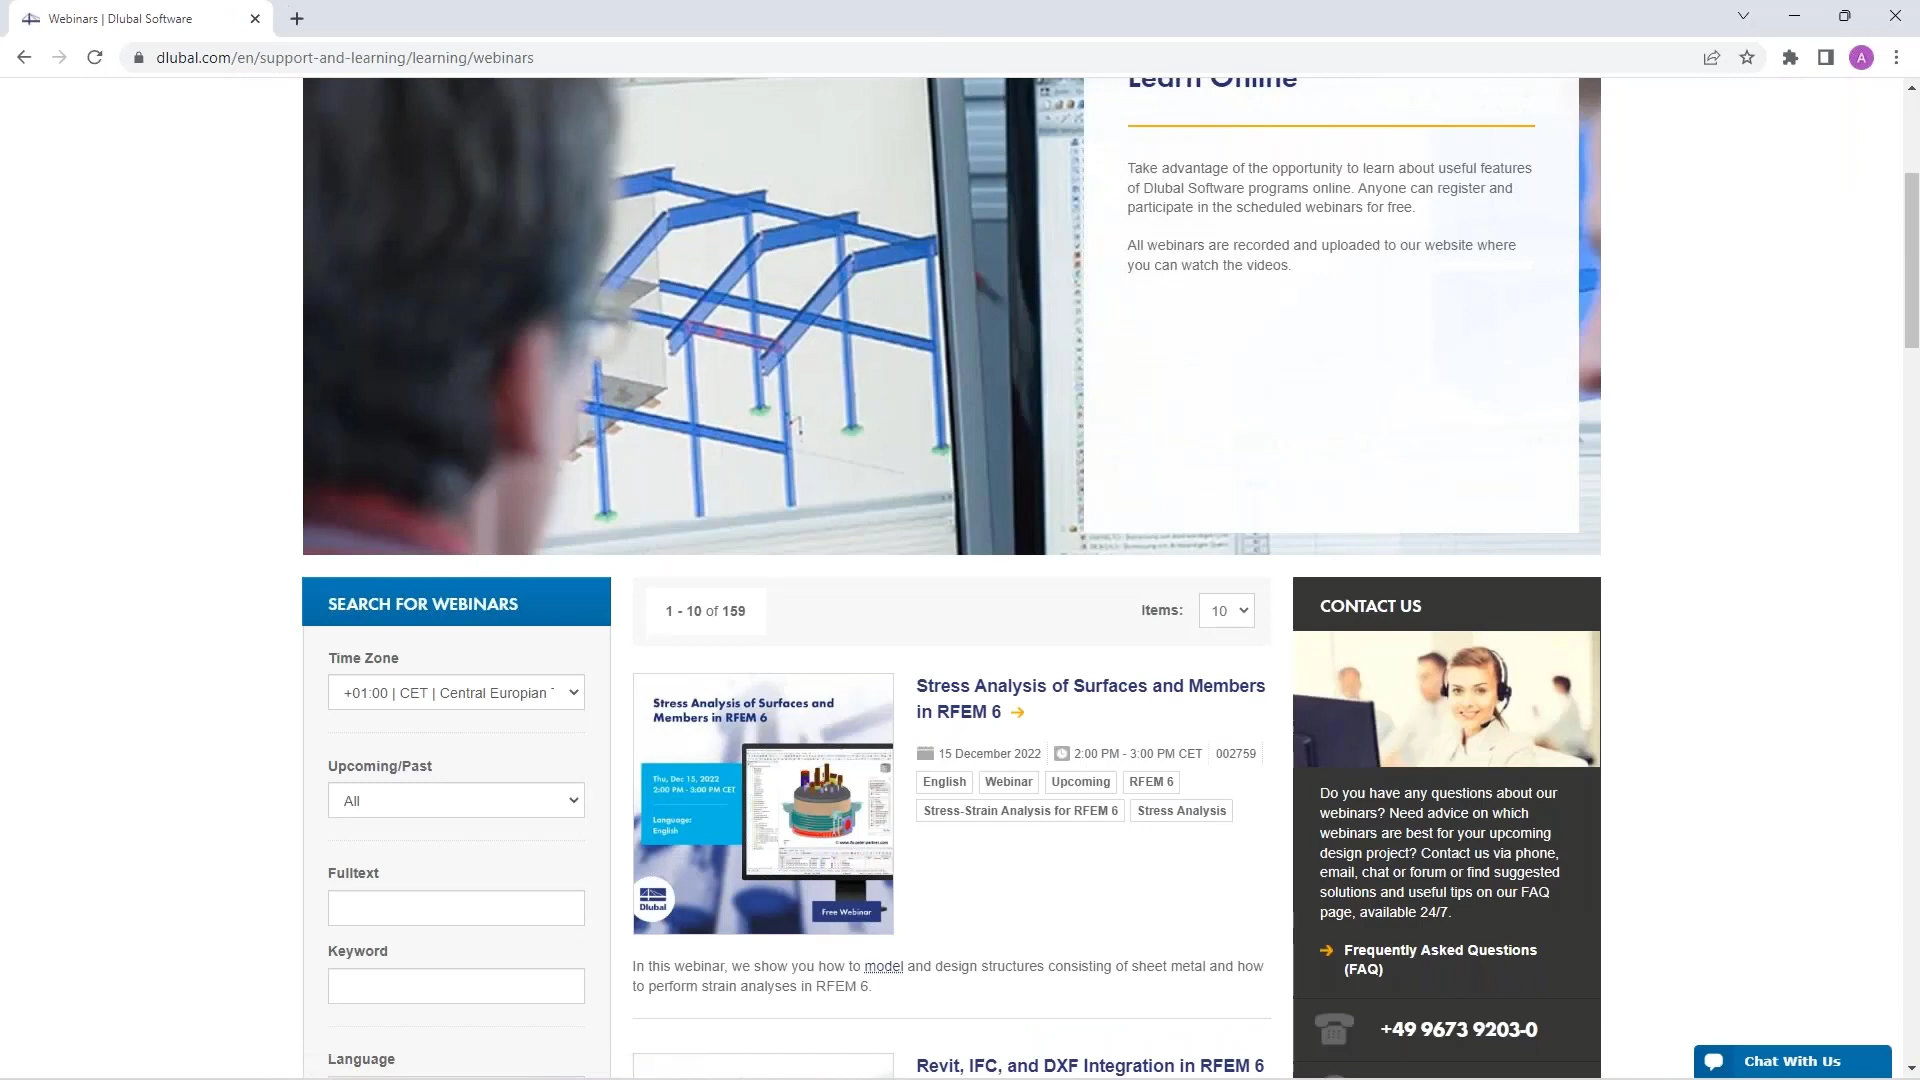 Webinars | Dlubal Software
dlubal.com/en/support-and-learning/learning/webinars
A
Learn Online
Take advantage of the opportunity to learn about useful features
of Dlubal Software programs online. Anyone can register and
participate in the scheduled webinars for free.
All webinars are recorded and uploaded to our website where
you can watch the videos.
SEARCH FOR WEBINARS
Time Zone
+01:00 | CET | Central Europian
Upcoming/Past
All
Fulltext
Keyword
Language
1 - 10 of 159
Items:
10
Stress Analysis of Surfaces and
Members in RFEM 6
Thu, Dec 15, 2022
2:00 PM - 3:00 PM CET
Language:
English
Dlubal
Free Webinar
Stress Analysis of Surfaces and Members
in RFEM 6
15 December 2022
2:00 PM - 3:00 PM CET
002759
English
Webinar
Upcoming
RFEM 6
Stress-Strain Analysis for RFEM 6
Stress Analysis
In this webinar, we show you how to model and design structures consisting of sheet metal and how
to perform strain analyses in RFEM 6.
Revit, IFC, and DXF Integration in RFEM 6
CONTACT US
Do you have any questions about our
webinars? Need advice on which
webinars are best for your upcoming
design project? Contact us via phone,
email, chat or forum or find suggested
solutions and useful tips on our FAQ
page, available 24/7.
Frequently Asked Questions
(FAQ)
+49 9673 9203-0
Chat With Us